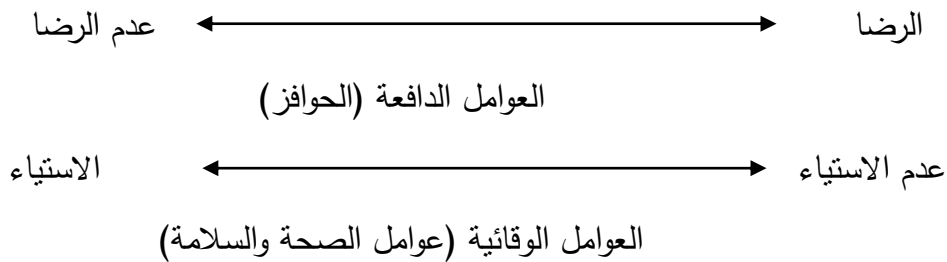 الرضا عدم الرضا
العوامل الدافعة (الحوافز)
عدم الاستياء الاستياء
العوامل الوقائية (عوامل الصحة والسلامة)